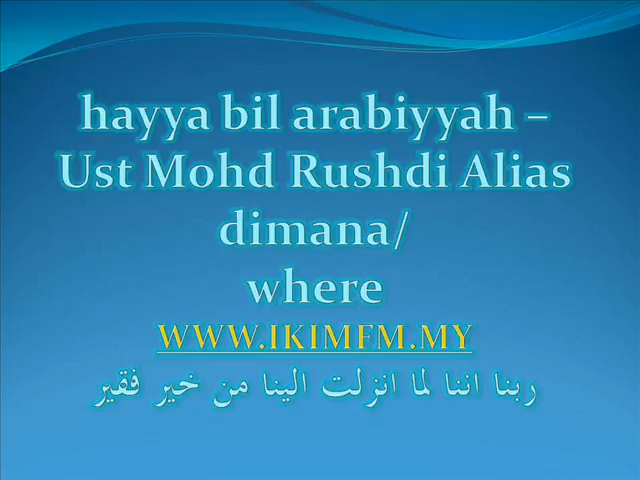 hayya bil arabiyyah –
Ust Mohd Rushdi Alias
dimana/
where
WWW.IKIMFM.MY
ربنا اننا لما انزلت الينا من خير فقير